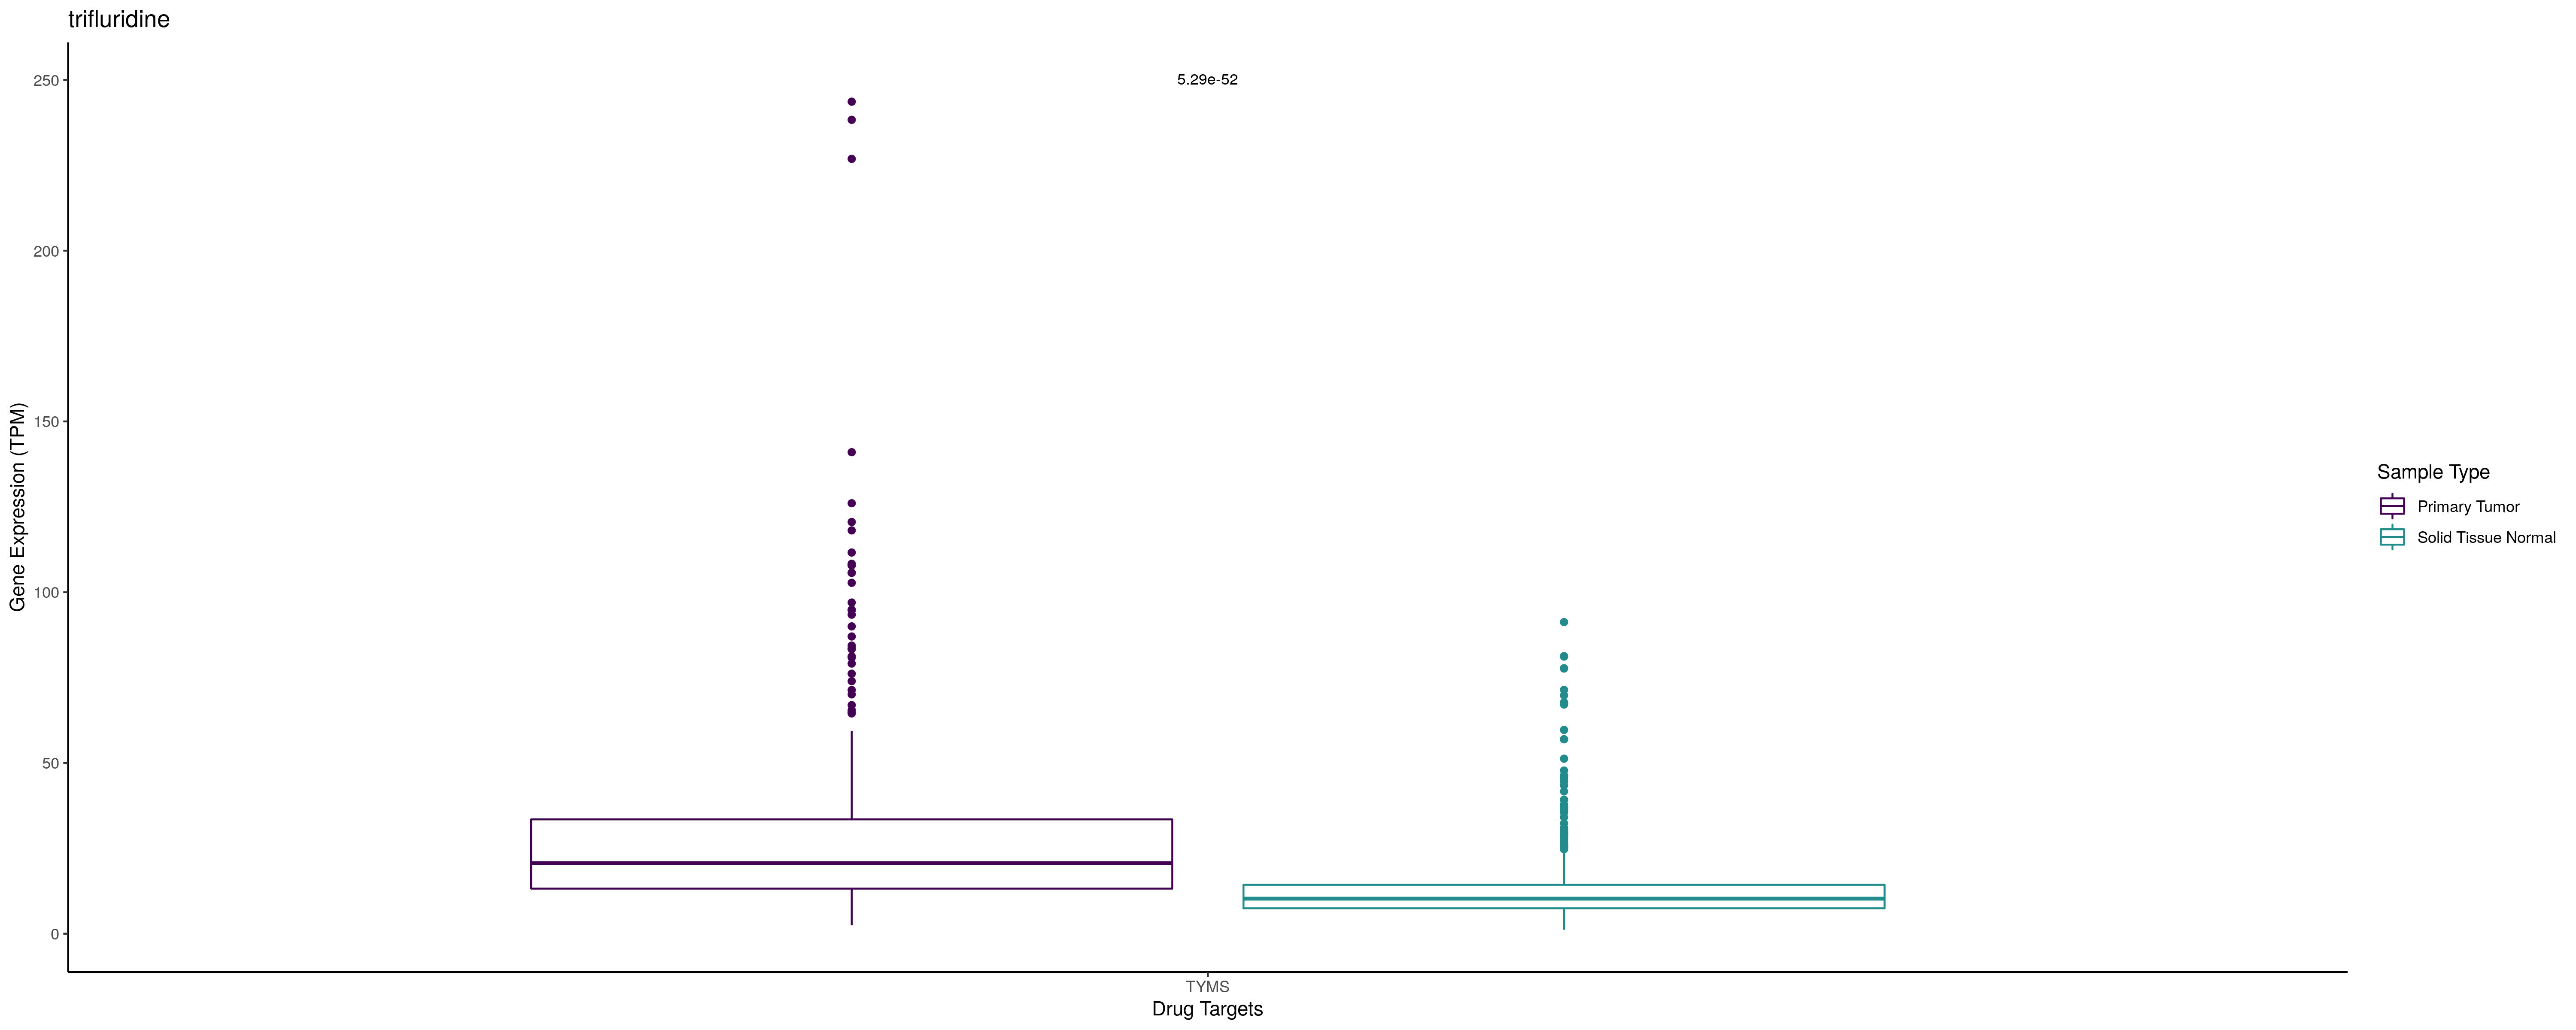 trifluridine
5.29e-52
250
200
150
100
50
0
Gene Expression (TPM)
TYMS
Drug Targets
Sample Type
Primary Tumor
Solid Tissue Normal